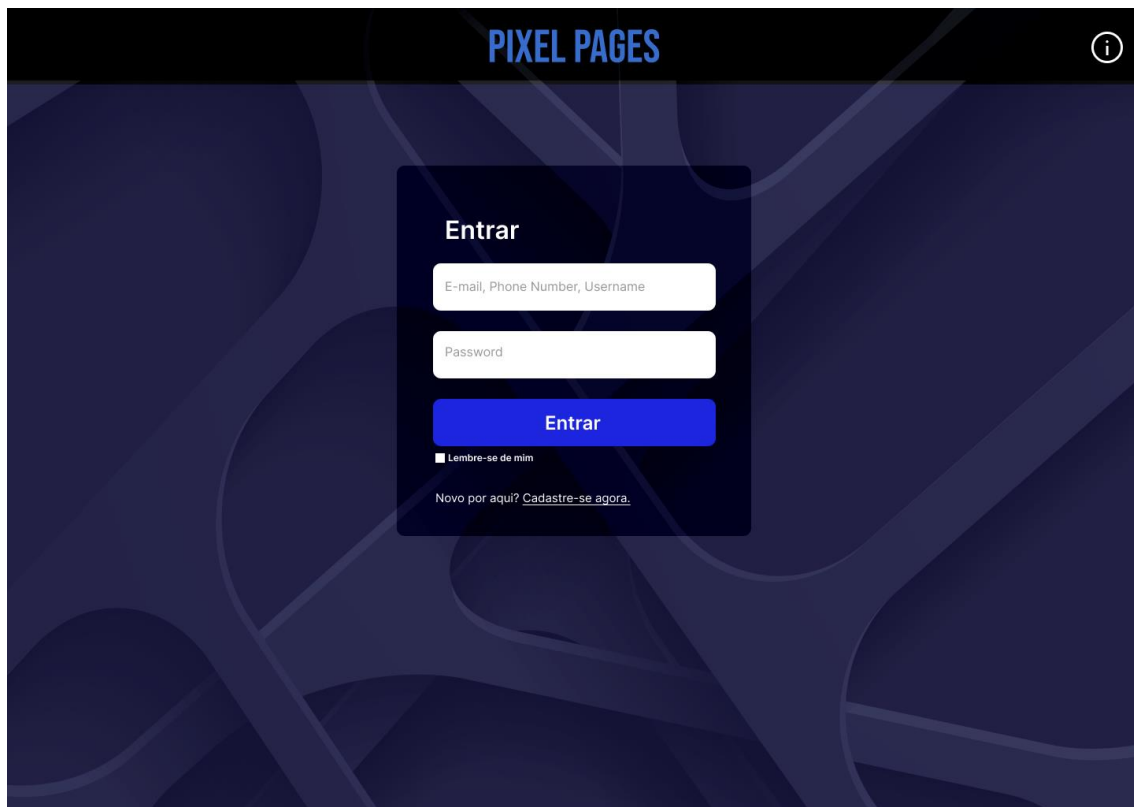 PIXEL PAGES
Entrar
E-mail, Phone Number, Username
Password
Entrar
Lembre-se de mim
Novo por aqui? Cadastre-se agora.